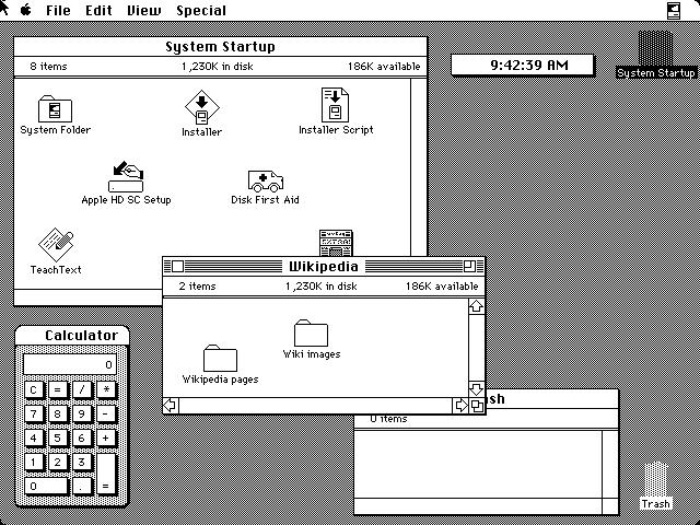 File Edit View Special
System Startup
8 items 1,230K in disk 186K available
9:42:39 AM
System Startup
System Folder
Installer
Installer Script
Apple HD SC Setup
Disk First Aid
TeachText
Wikipedia
2 items 1,230K in disk 186K available
Wikipedia pages
Wiki images
Calculator
0
C = / *
7 8 9 -
4 5 6 +
1 2 3
0 . =
0 items
Trash